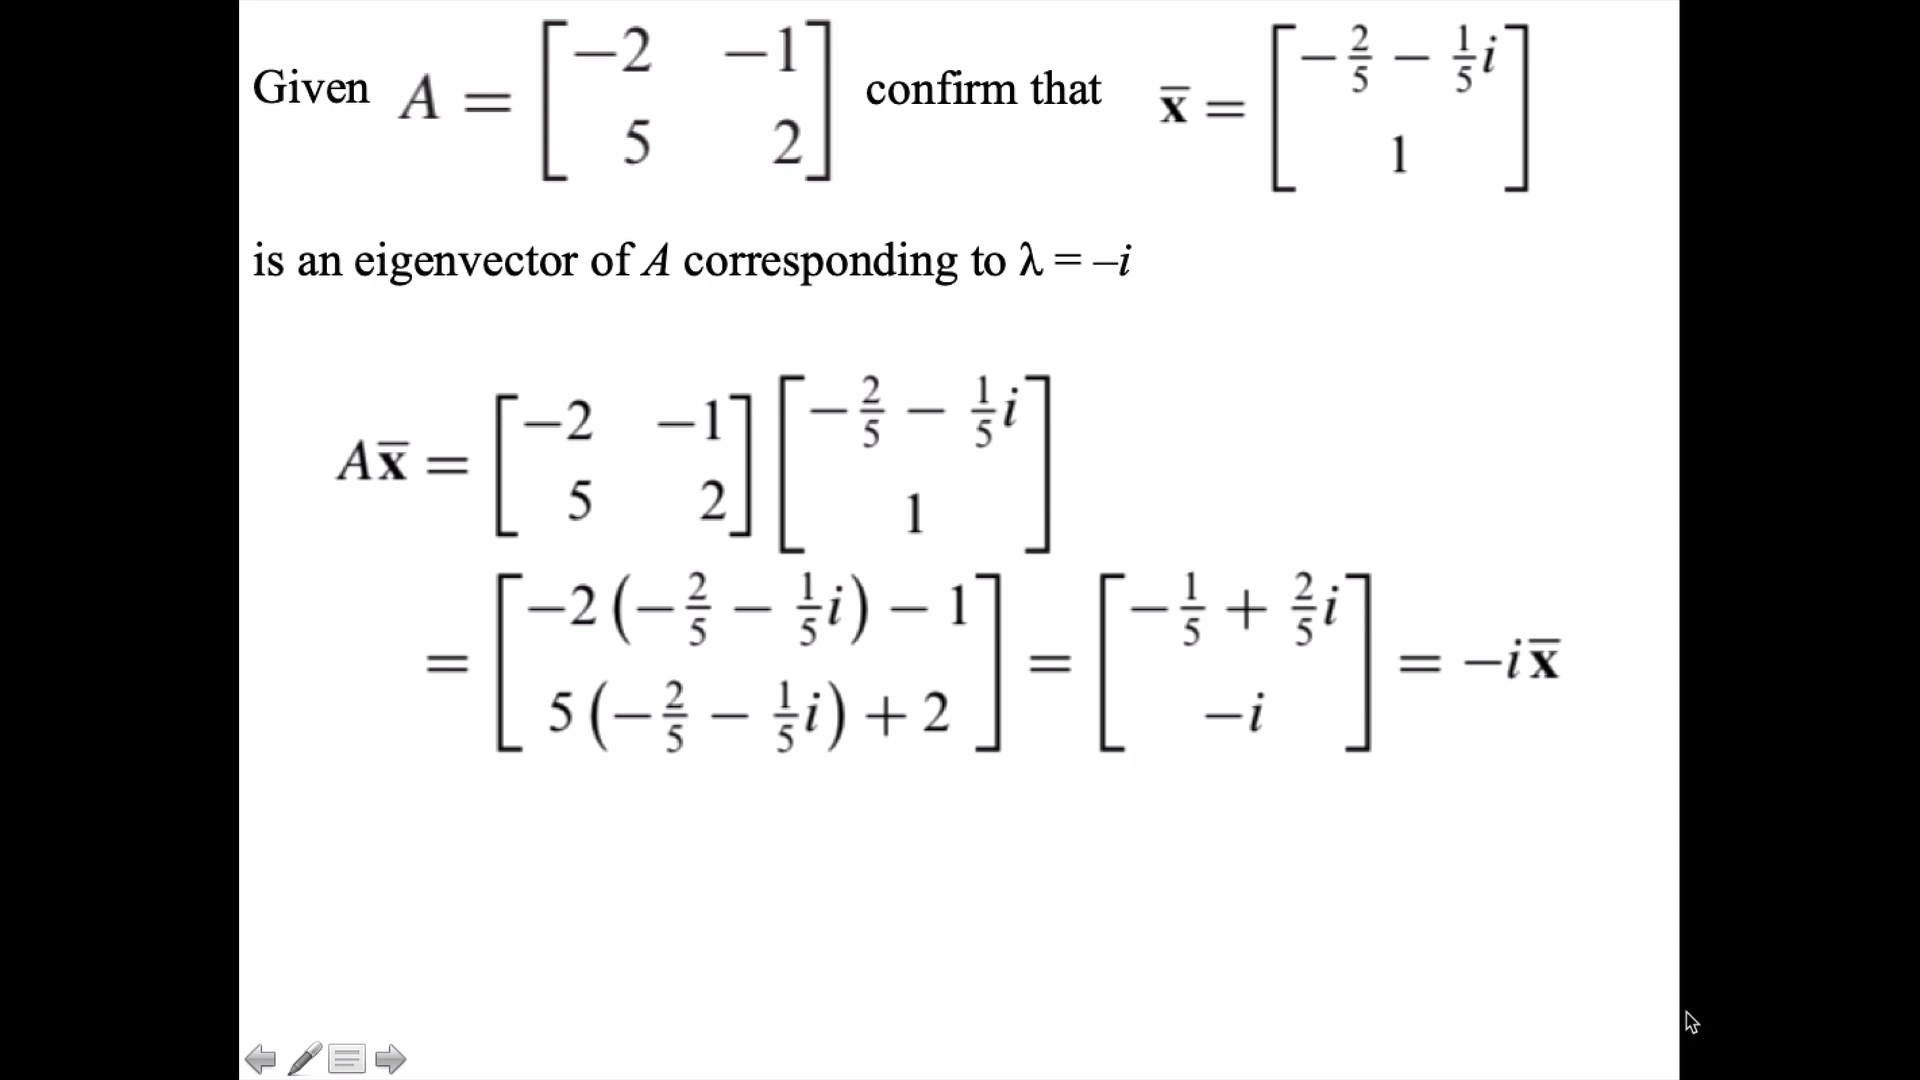 Given A = [−2 −1; 5 2] confirm that x̅ = [−2/5 − 1/5 i; 1]
is an eigenvector of A corresponding to λ = –i
Ax̅ = [−2 −1; 5 2] [−2/5 − 1/5 i; 1]
= [−2(−2/5 − 1/5 i) − 1; 5(−2/5 − 1/5 i) + 2] = [−1/5 + 2/5 i; −i] = −ix̅